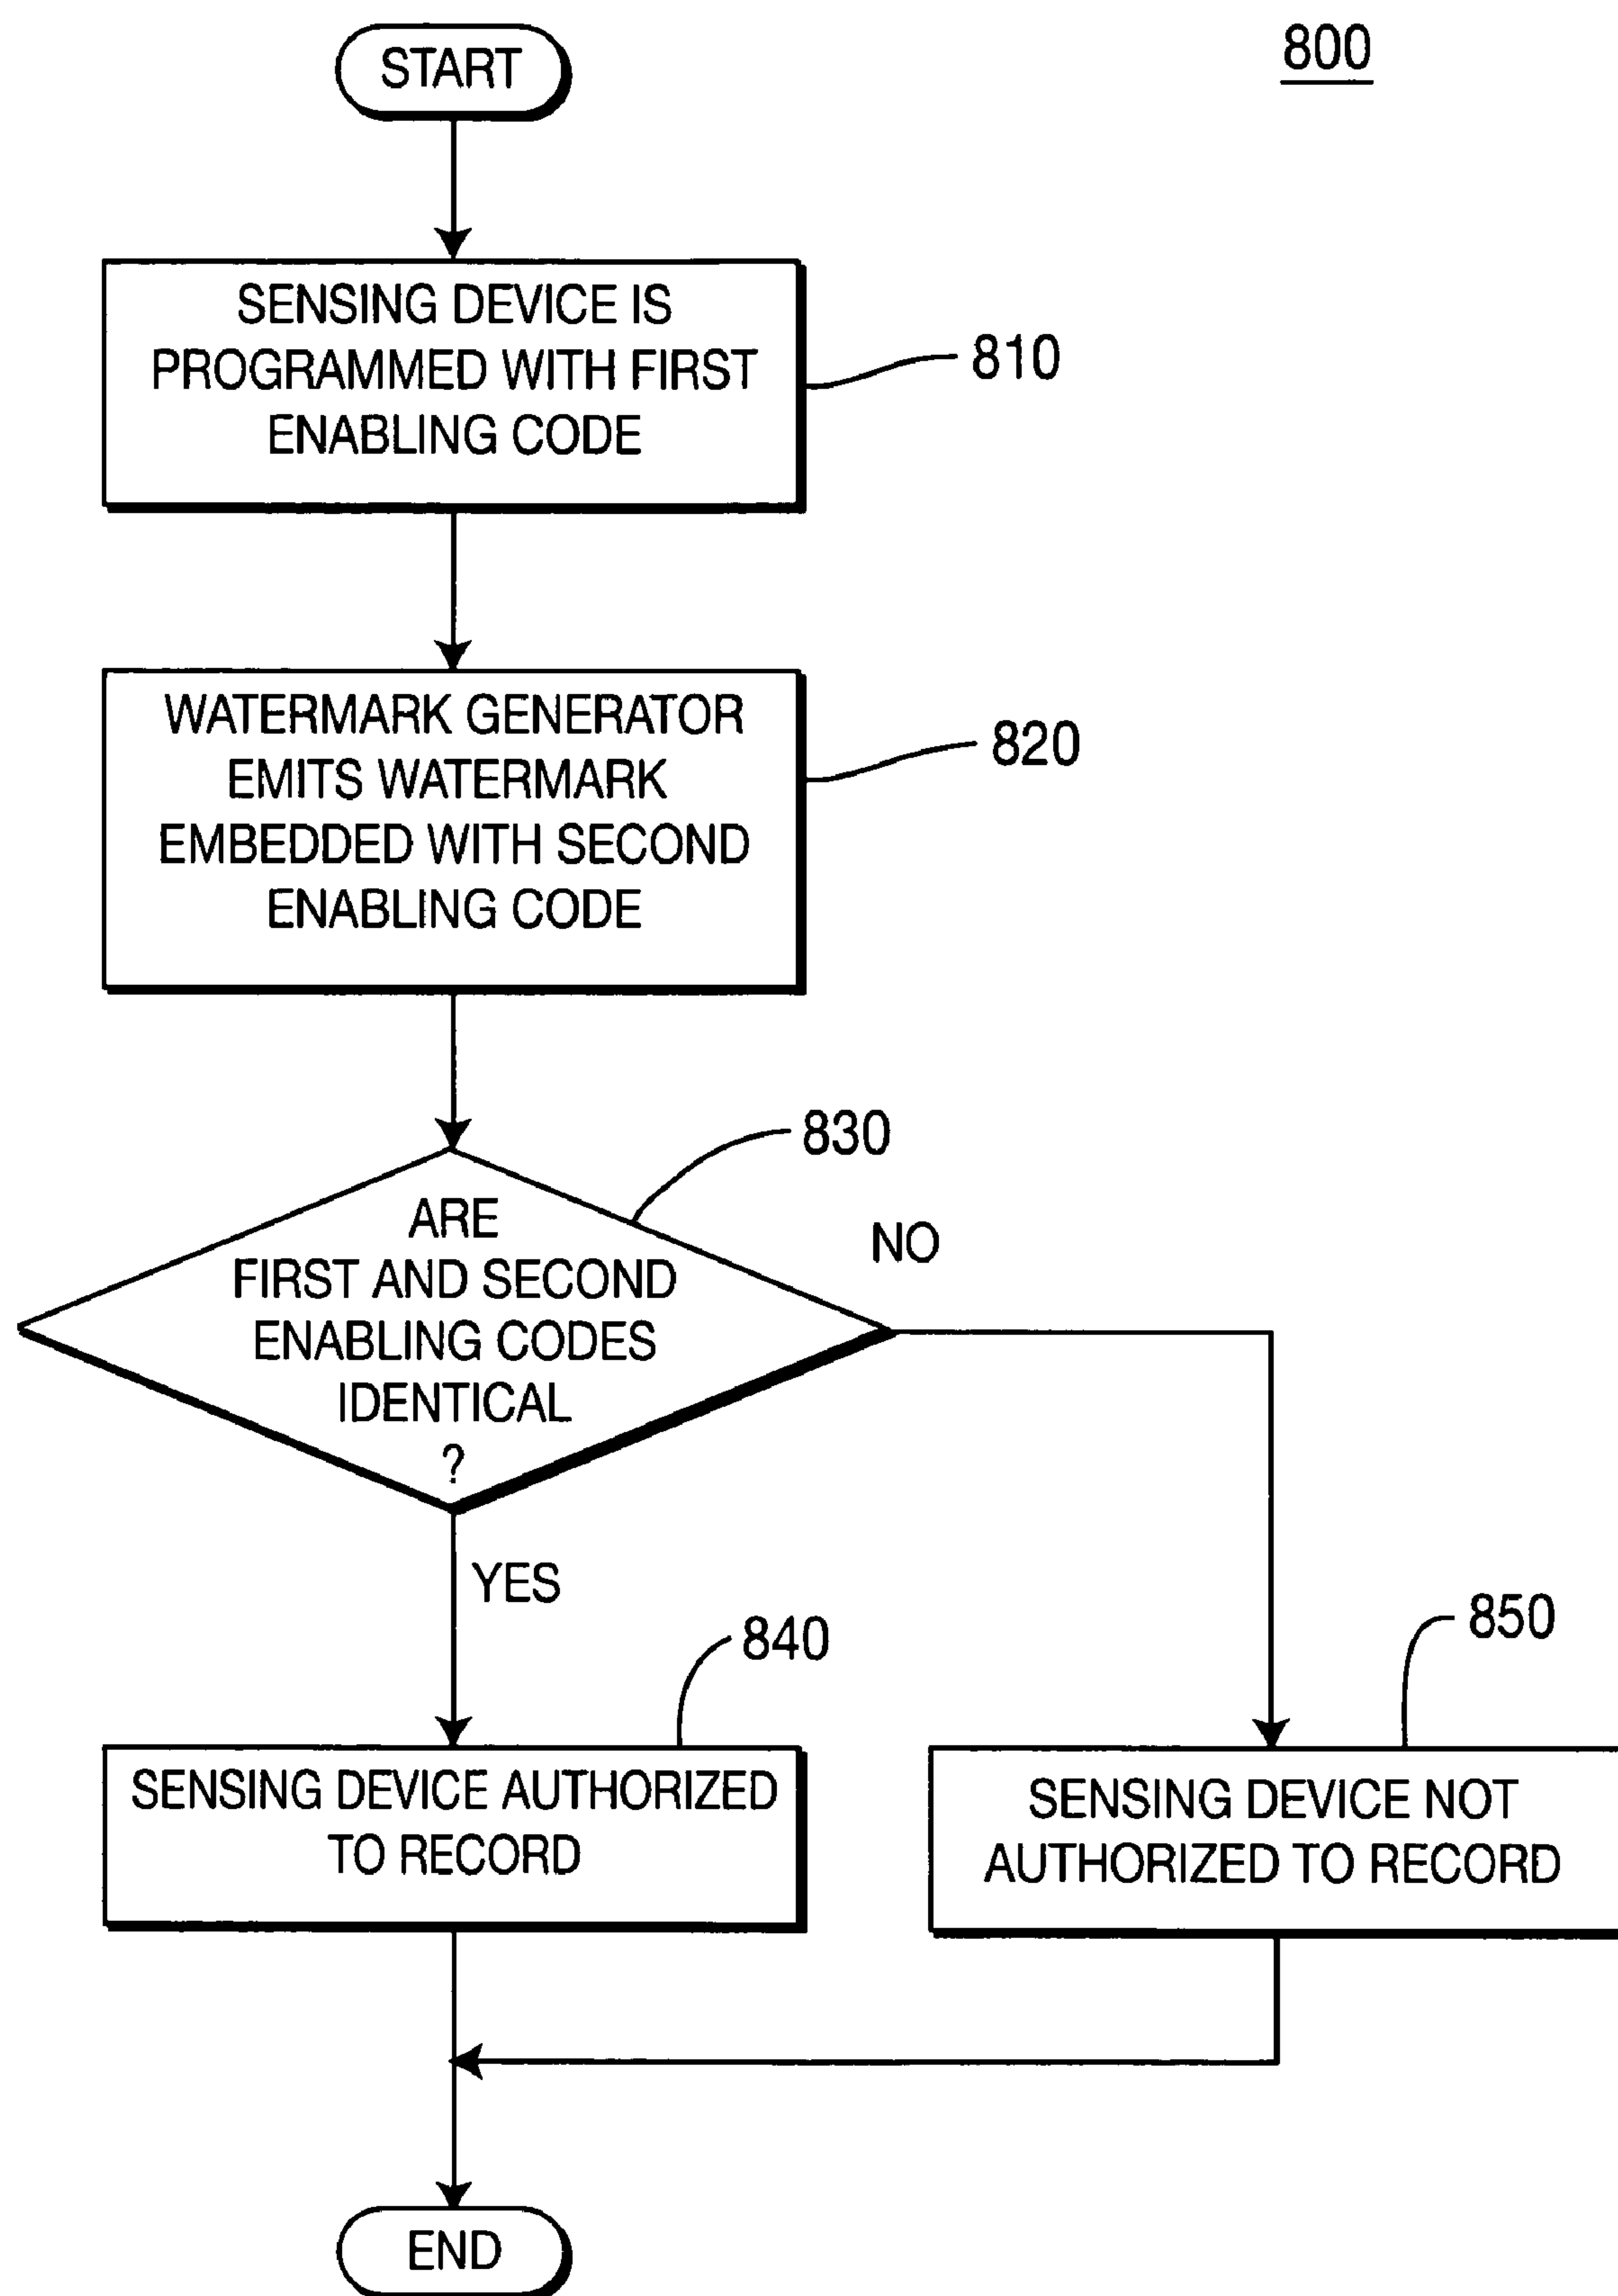 800
START
SENSING DEVICE IS
PROGRAMMED WITH FIRST
ENABLING CODE
810
WATERMARK GENERATOR
EMITS WATERMARK
EMBEDDED WITH SECOND
ENABLING CODE
820
830
ARE
FIRST AND SECOND
ENABLING CODES
IDENTICAL
?
NO
YES
840
SENSING DEVICE AUTHORIZED
TO RECORD
850
SENSING DEVICE NOT
AUTHORIZED TO RECORD
END